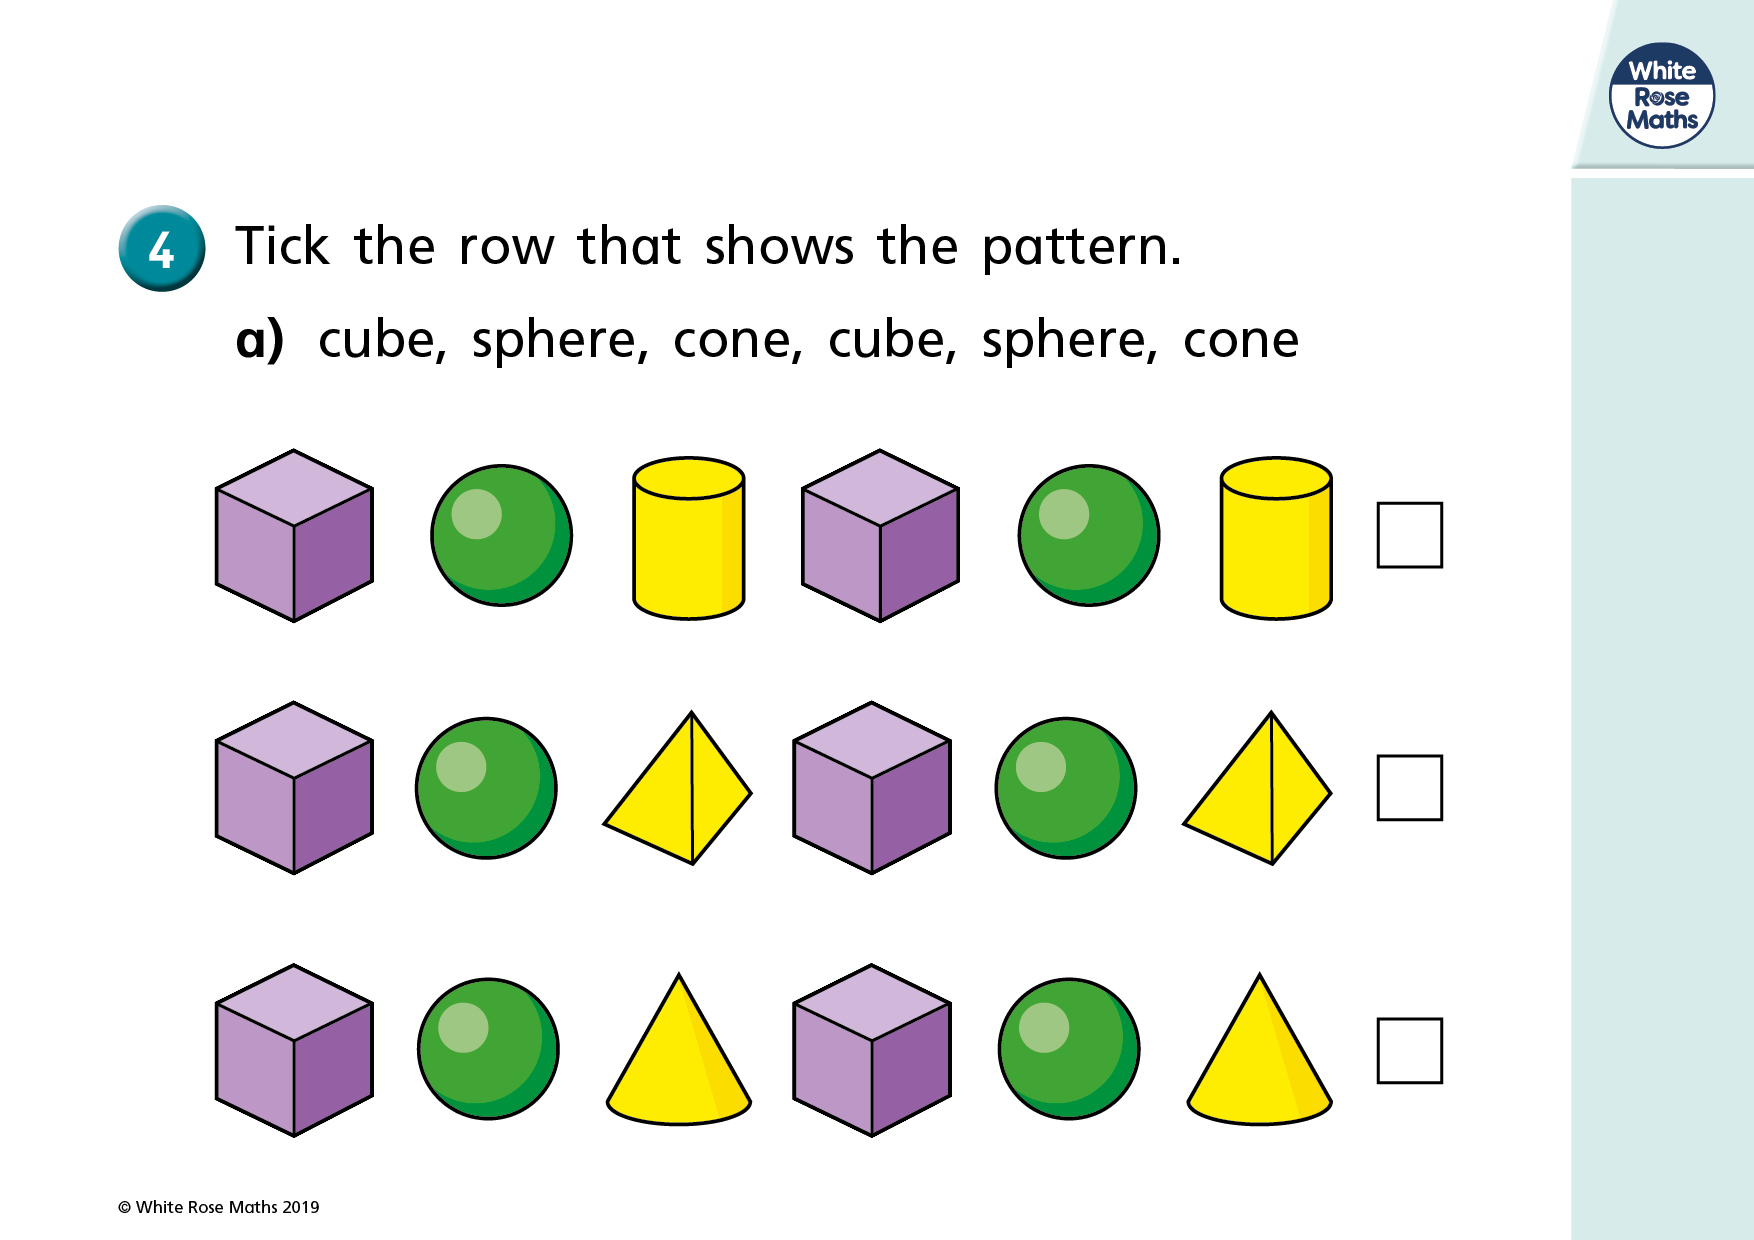 White
Rose
Maths
4 Tick the row that shows the pattern.
a) cube, sphere, cone, cube, sphere, cone
© White Rose Maths 2019